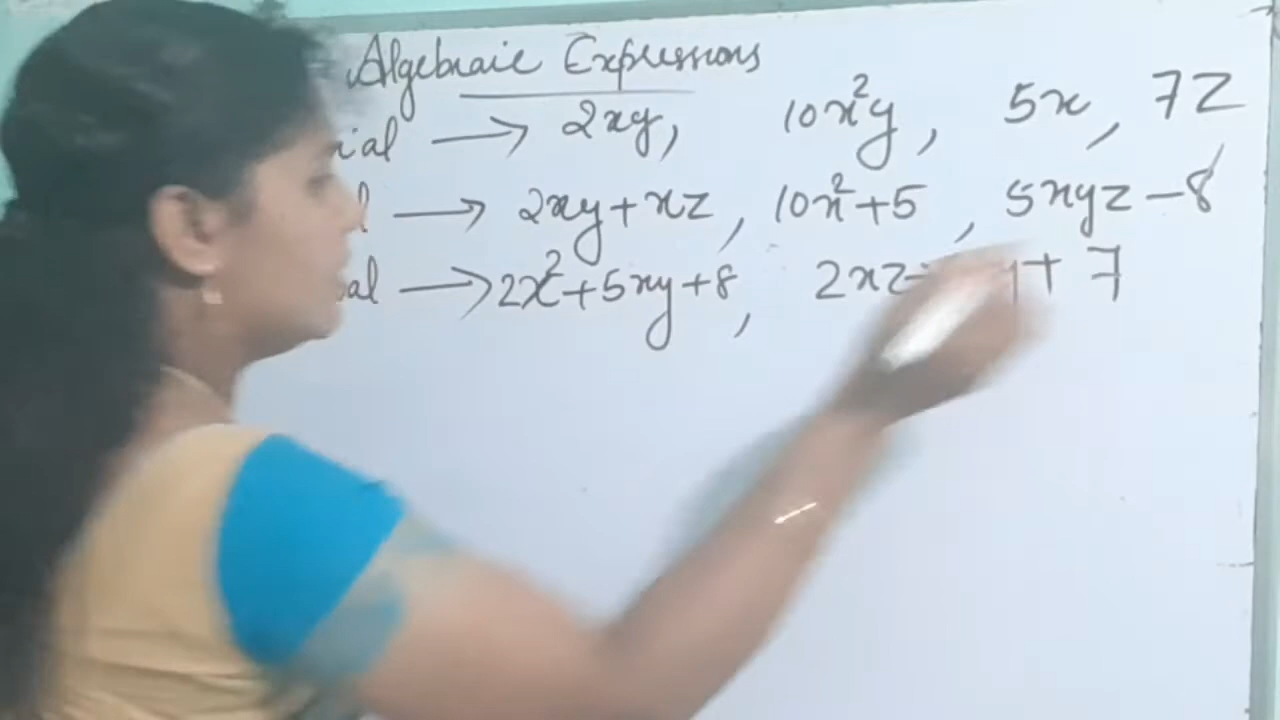 Algebraic Expressions
ial → 2xy, 10x²y, 5x, 7z
l → 2xy+xz, 10x²+5, 5xyz-8
al → 2x²+5xy+8, 2xz y+7